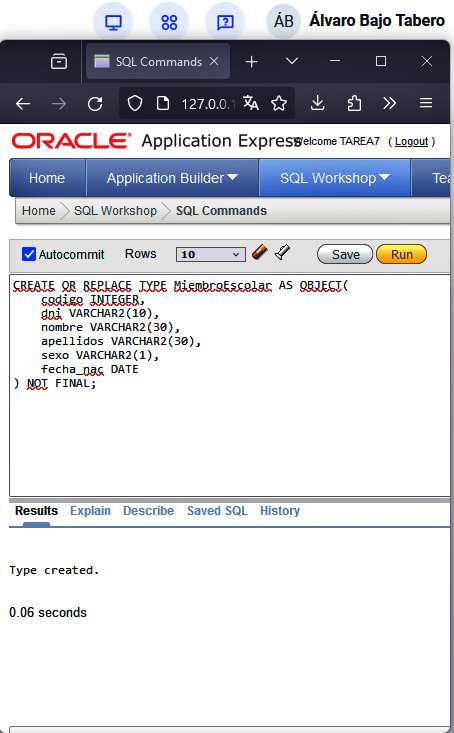 ÁB Álvaro Bajo Tabero
SQL Commands
127.0.0.1
ORACLE Application Express Welcome TAREA7 ( Logout )
Home Application Builder SQL Workshop Tea
Home SQL Workshop SQL Commands
Autocommit Rows 10 Save Run
CREATE OR REPLACE TYPE MiembroEscolar AS OBJECT(
codigo INTEGER,
dni VARCHAR2(10),
nombre VARCHAR2(30),
apellidos VARCHAR2(30),
sexo VARCHAR2(1),
fecha_nac DATE
) NOT FINAL;
Results Explain Describe Saved SQL History
Type created.
0.06 seconds